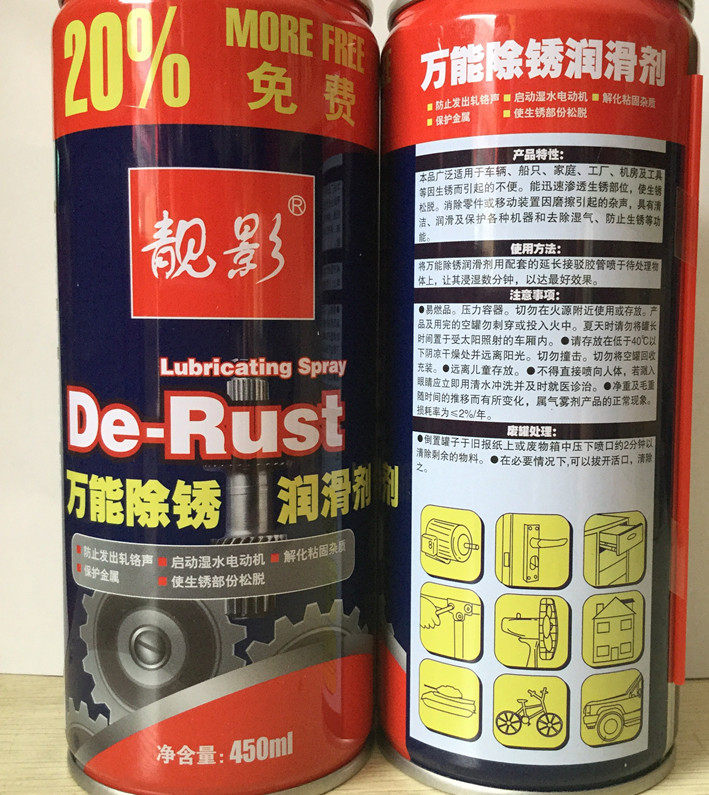 20%
MORE FREE
免费
靓影®
Lubricating Spray
De-Rust
万能除锈 润滑剂
■防止发出轧铬声 ■启动湿水电动机 ■解化粘固杂质
■保护金属 ■使生锈部份松脱
净含量: 450ml
剂
万能除锈润滑剂
■防止发出轧铬声 ■启动湿水电动机 ■解化粘固杂质
■保护金属 ■使生锈部份松脱
产品特性:
本品广泛适用于车辆、船只、家庭、工厂、机房及工具
等因生锈而引起的不便。能迅速渗透生锈部位，使生锈
松脱。消除零件或移动装置因磨擦引起的杂声，具有清
洁、润滑及保护各种机器和去除湿气、防止生锈等功
能。
使用方法:
将万能除锈润滑剂用配套的延长接驳胶管喷于待处理物
体上，让其浸湿数分钟，以达最好效果。
注意事项:
●易燃品。压力容器。切勿在火源附近使用或存放。产
品及用完的空罐勿刺穿或投入火中。夏天时请勿将罐长
时间置于受太阳照射的车厢内。●请存放在低于40℃以
下阴凉干燥处并远离阳光。切勿撞击。切勿将空罐回收
充装。●远离儿童存放。●不得直接喷向人体，若溅入
眼睛应立即用清水冲洗并及时就医诊治。●净重及毛重
随时间的推移而有所变化，属气雾剂产品的正常现象。
损耗率为≤2%/年。
废罐处理:
●倒置罐子于旧报纸上或废物箱中压下喷口约2分钟以
清除剩余的物料。●在必要情况下,可以拔开活口，清除
之。